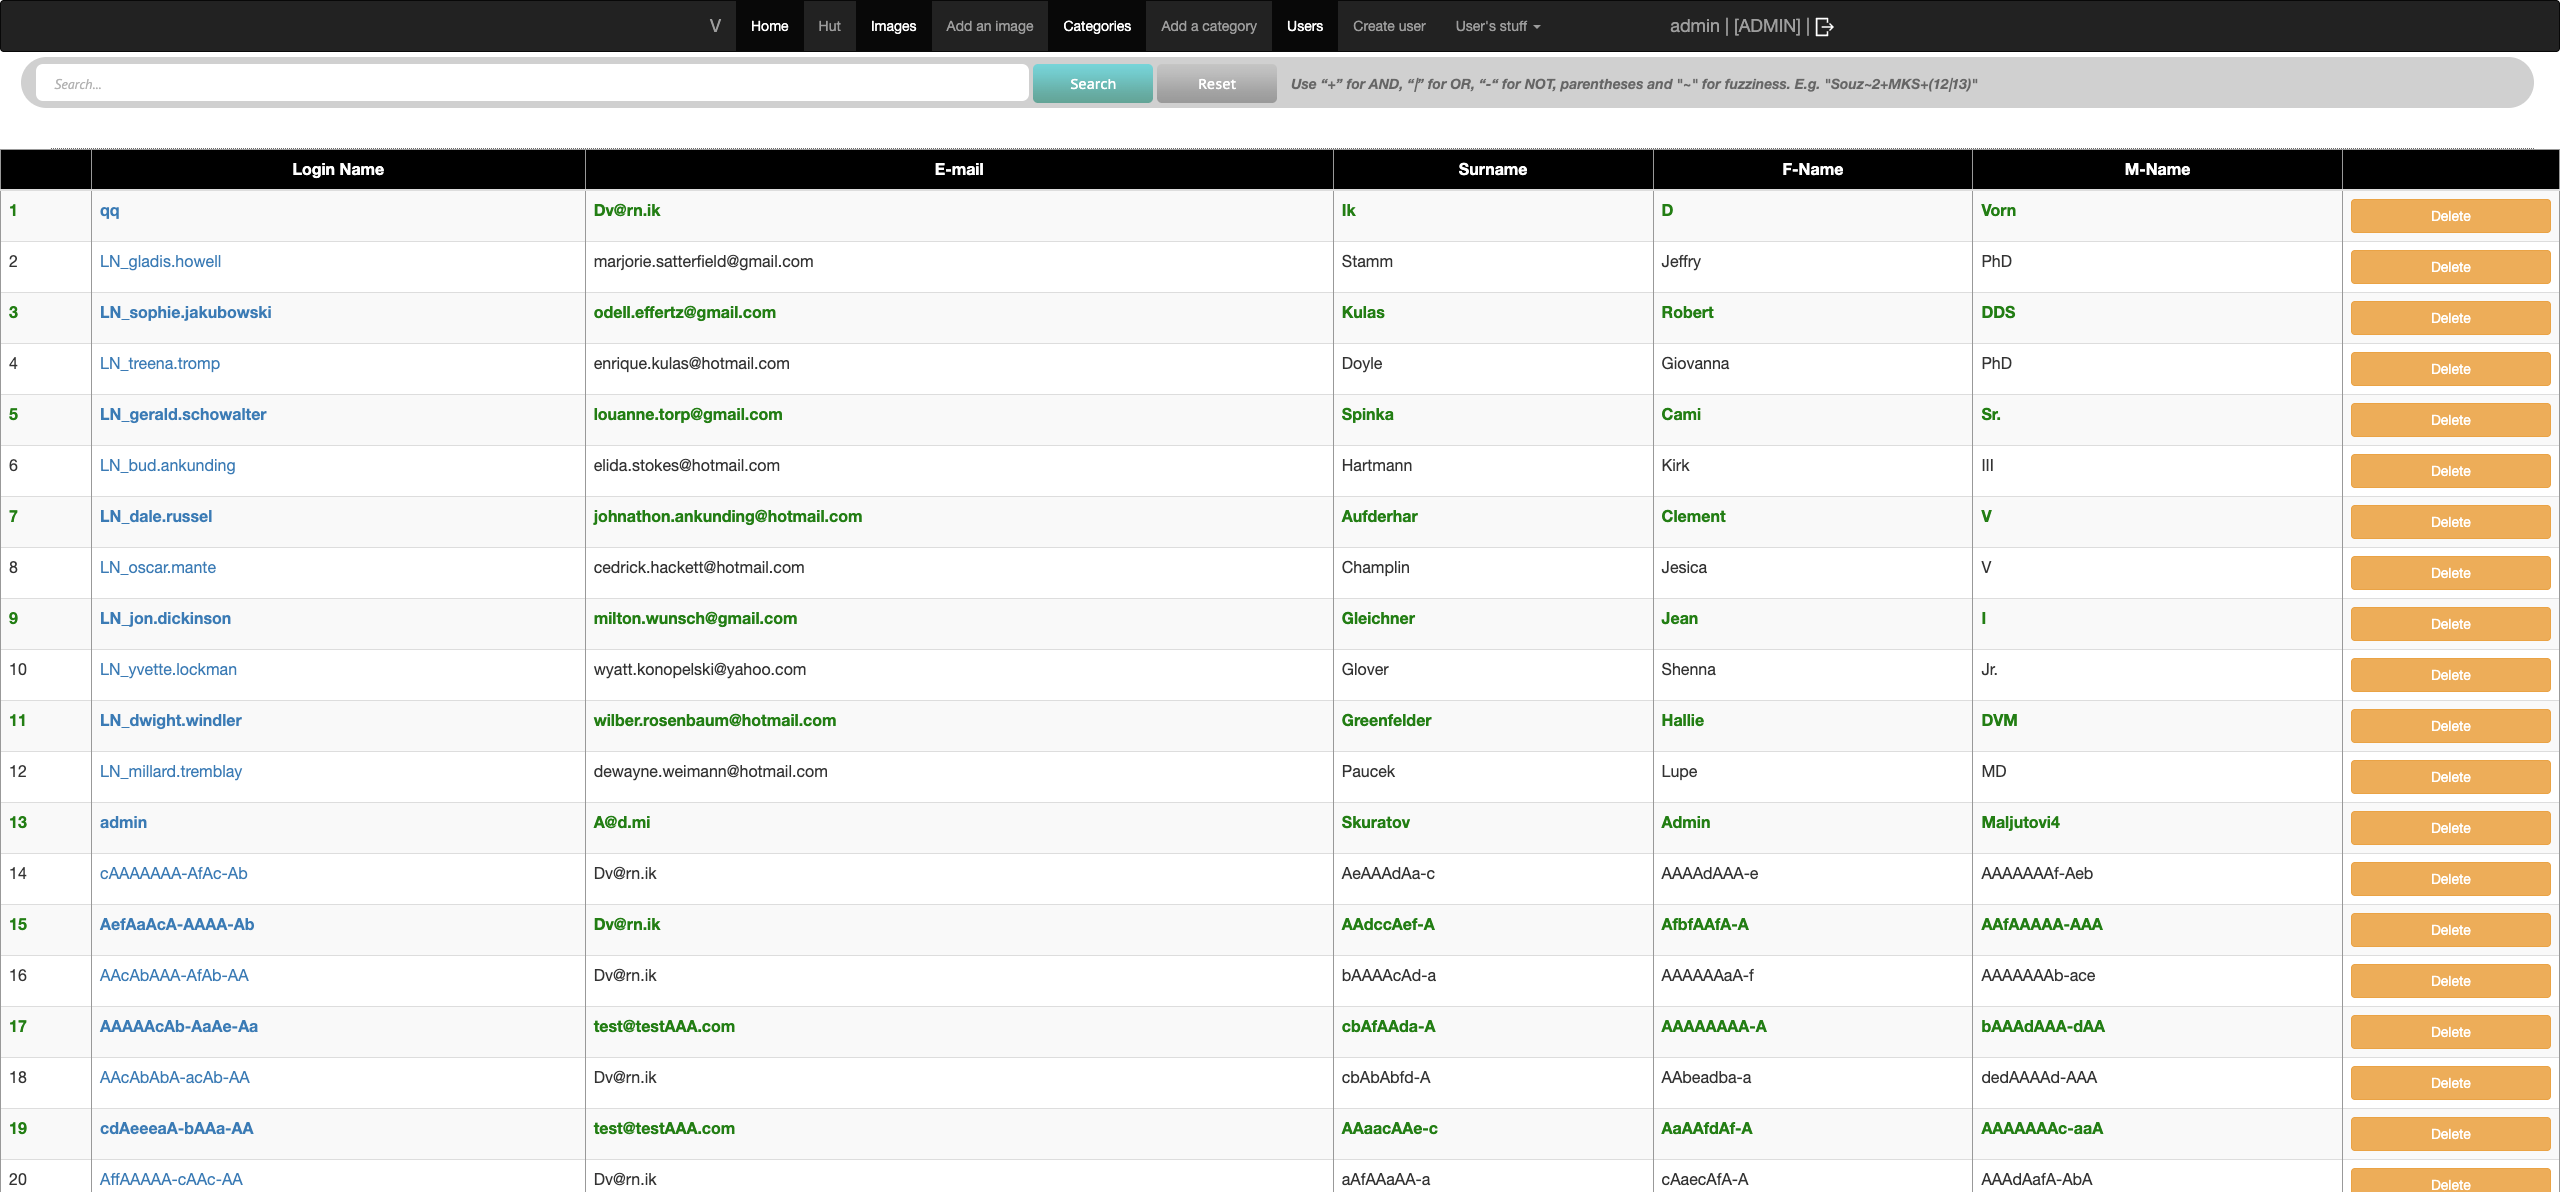 V Home Hut Images Add an image Categories Add a category Users Create user User's stuff admin | [ADMIN] |
Search... Search Reset Use “+” for AND, “|” for OR, “-“ for NOT, parentheses and "~" for fuzziness. E.g. "Souz~2+MKS+(12|13)"
Login Name E-mail Surname F-Name M-Name
1 qq Dv@rn.ik Ik D Vorn Delete
2 LN_gladis.howell marjorie.satterfield@gmail.com Stamm Jeffry PhD Delete
3 LN_sophie.jakubowski odell.effertz@gmail.com Kulas Robert DDS Delete
4 LN_treena.tromp enrique.kulas@hotmail.com Doyle Giovanna PhD Delete
5 LN_gerald.schowalter louanne.torp@gmail.com Spinka Cami Sr. Delete
6 LN_bud.ankunding elida.stokes@hotmail.com Hartmann Kirk III Delete
7 LN_dale.russel johnathon.ankunding@hotmail.com Aufderhar Clement V Delete
8 LN_oscar.mante cedrick.hackett@hotmail.com Champlin Jesica V Delete
9 LN_jon.dickinson milton.wunsch@gmail.com Gleichner Jean I Delete
10 LN_yvette.lockman wyatt.konopelski@yahoo.com Glover Shenna Jr. Delete
11 LN_dwight.windler wilber.rosenbaum@hotmail.com Greenfelder Hallie DVM Delete
12 LN_millard.tremblay dewayne.weimann@hotmail.com Paucek Lupe MD Delete
13 admin A@d.mi Skuratov Admin Maljutovi4 Delete
14 cAAAAAAA-AfAc-Ab Dv@rn.ik AeAAAdAa-c AAAAdAAA-e AAAAAAAf-Aeb Delete
15 AefAaAcA-AAAA-Ab Dv@rn.ik AAdccAef-A AfbfAAfA-A AAfAAAAA-AAA Delete
16 AAcAbAAA-AfAb-AA Dv@rn.ik bAAAAcAd-a AAAAAAaA-f AAAAAAAb-ace Delete
17 AAAAAcAb-AaAe-Aa test@testAAA.com cbAfAAda-A AAAAAAAA-A bAAAdAAA-dAA Delete
18 AAcAbAbA-acAb-AA Dv@rn.ik cbAbAbfd-A AAbeadba-a dedAAAAd-AAA Delete
19 cdAeeeaA-bAAa-AA test@testAAA.com AAaacAAe-c AaAAfdAf-A AAAAAAAc-aaA Delete
20 AffAAAAA-cAAc-AA Dv@rn.ik aAfAAaAA-a cAaecAfA-A AAAdAafA-AbA Delete